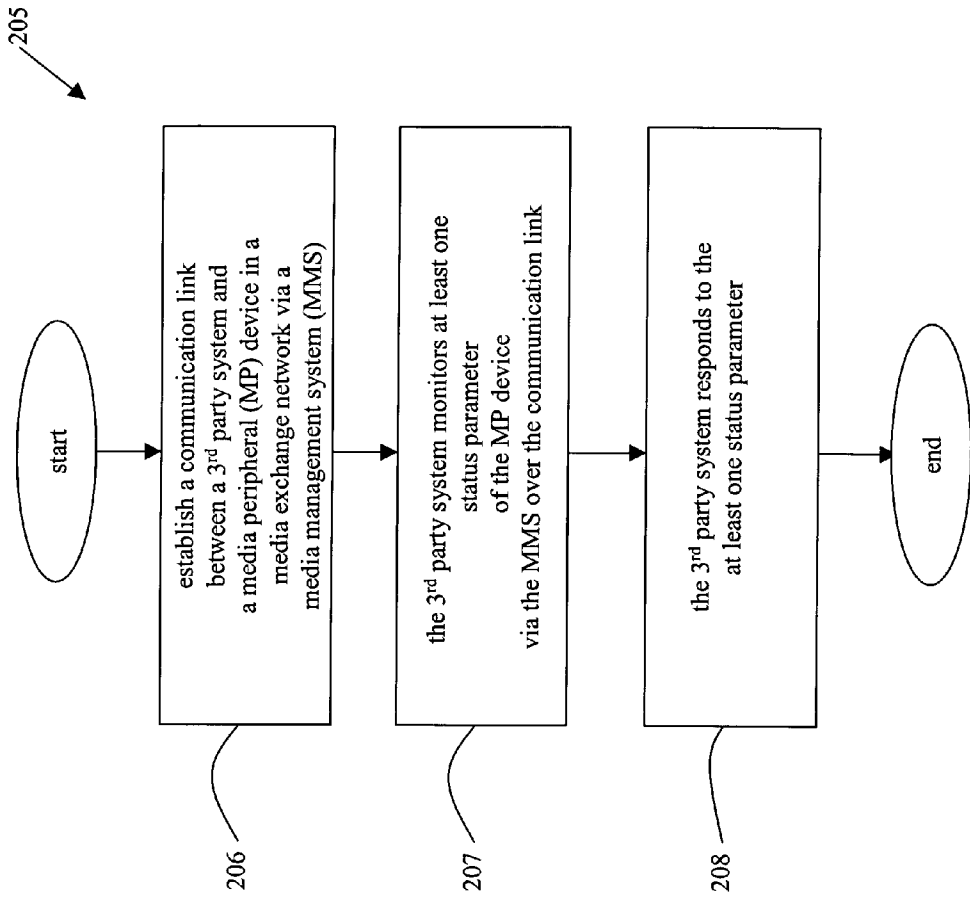 205
start
establish a communication link
between a 3rd party system and
a media peripheral (MP) device in a
media exchange network via a
media management system (MMS)
206
the 3rd party system monitors at least one
status parameter
of the MP device
via the MMS over the communication link
207
the 3rd party system responds to the
at least one status parameter
208
end